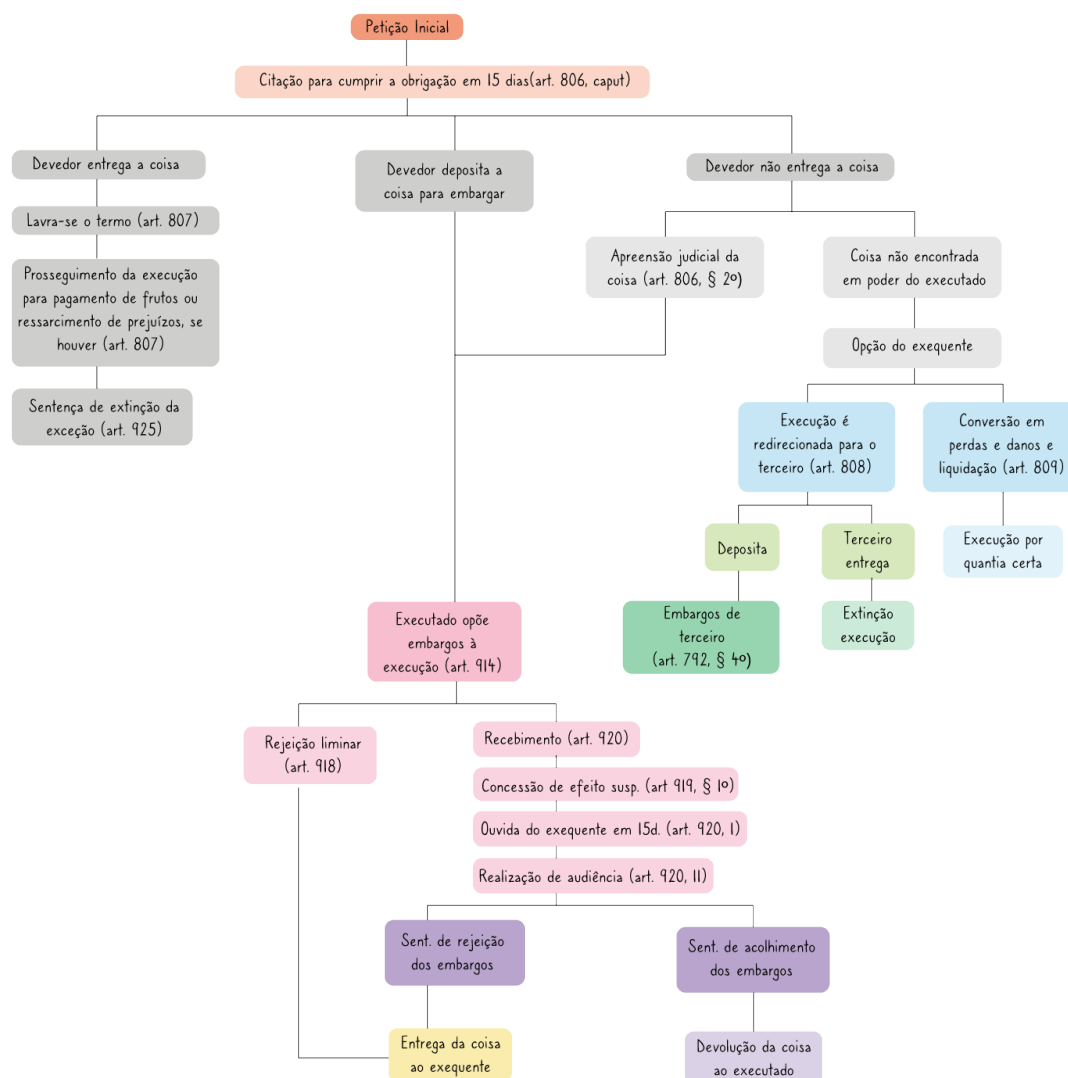 Petição Inicial
Citação para cumprir a obrigação em 15 dias(art. 806, caput)
Devedor entrega a coisa
Lavra-se o termo (art. 807)
Prosseguimento da execução
para pagamento de frutos ou
ressarcimento de prejuízos, se
houver (art. 807)
Sentença de extinção da
exceção (art. 925)
Devedor deposita a
coisa para embargar
Devedor não entrega a coisa
Apreensão judicial da
coisa (art. 806, § 2º)
Coisa não encontrada
em poder do executado
Opção do exequente
Execução é
redirecionada para o
terceiro (art. 808)
Conversão em
perdas e danos e
liquidação (art. 809)
Deposita
Terceiro
entrega
Execução por
quantia certa
Embargos de
terceiro
(art. 792, § 4º)
Extinção
execução
Executado opõe
embargos à
execução (art. 914)
Rejeição liminar
(art. 918)
Recebimento (art. 920)
Concessão de efeito susp. (art 919, § 1º)
Ouvida do exequente em 15d. (art. 920, I)
Realização de audiência (art. 920, II)
Sent. de rejeição
dos embargos
Sent. de acolhimento
dos embargos
Entrega da coisa
ao exequente
Devolução da coisa
ao executado